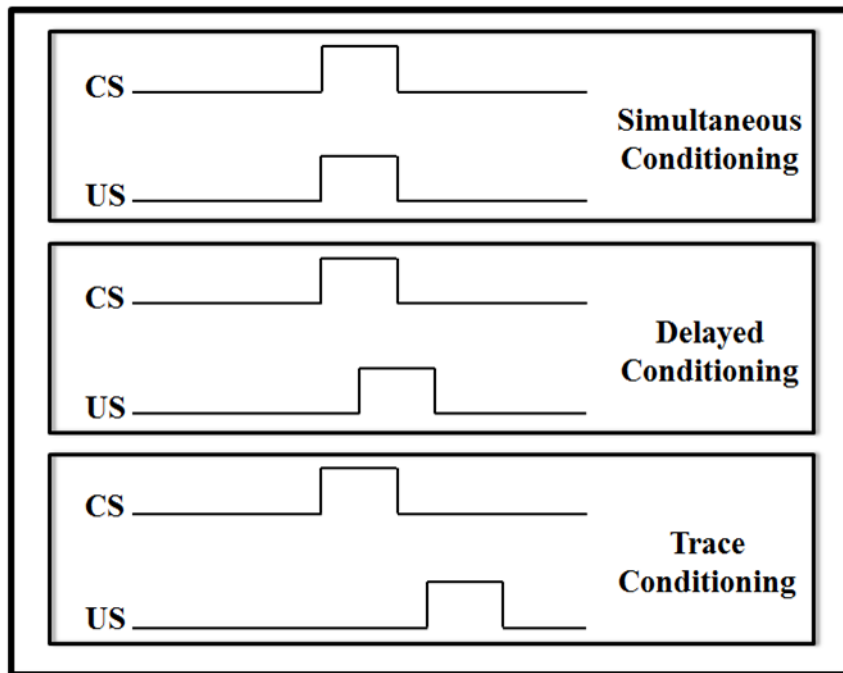 CS
US
Simultaneous
Conditioning
CS
US
Delayed
Conditioning
CS
US
Trace
Conditioning